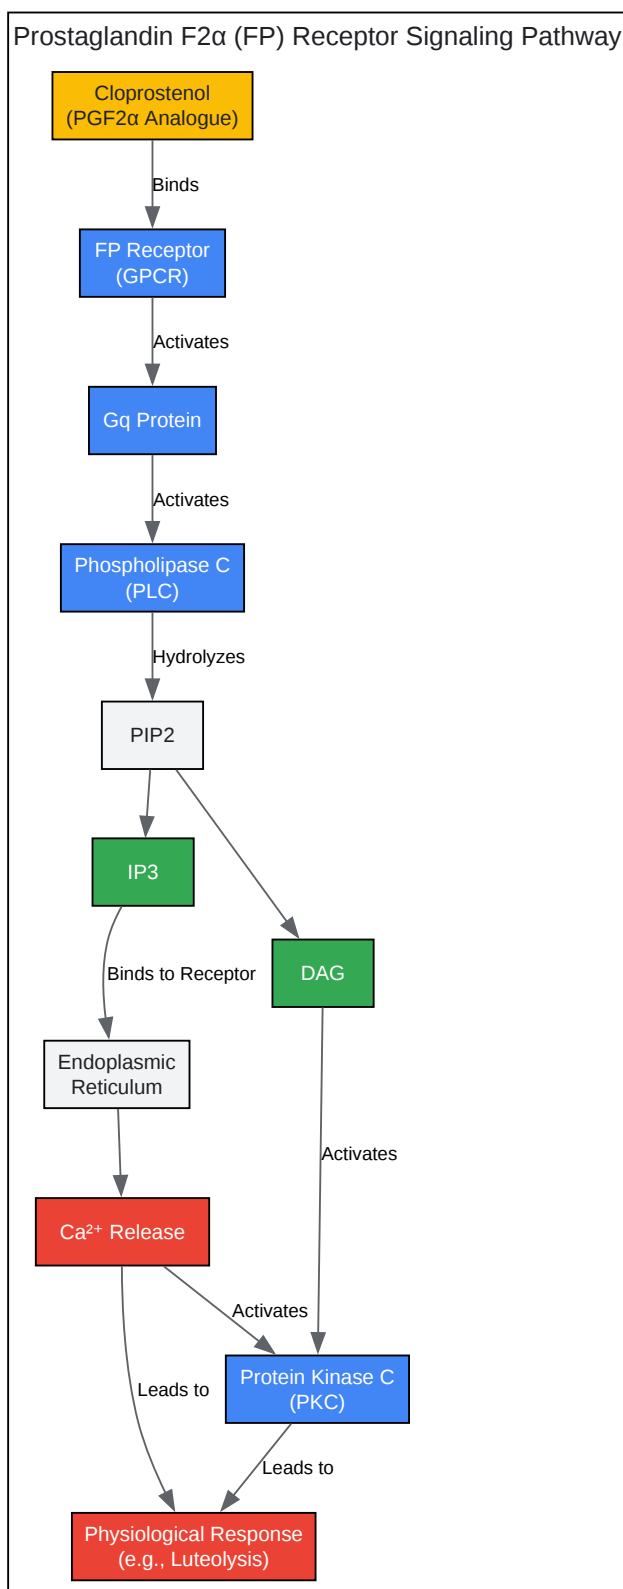 Prostaglandin F2α (FP) Receptor Signaling Pathway
Cloprostenol
(PGF2α Analogue)
Binds
FP Receptor
(GPCR)
Activates
Gq Protein
Activates
Phospholipase C
(PLC)
Hydrolyzes
PIP2
IP3
Binds to Receptor
DAG
Endoplasmic
Reticulum
Activates
Ca²⁺ Release
Activates
Protein Kinase C
(PKC)
Leads to
Leads to
Physiological Response
(e.g., Luteolysis)